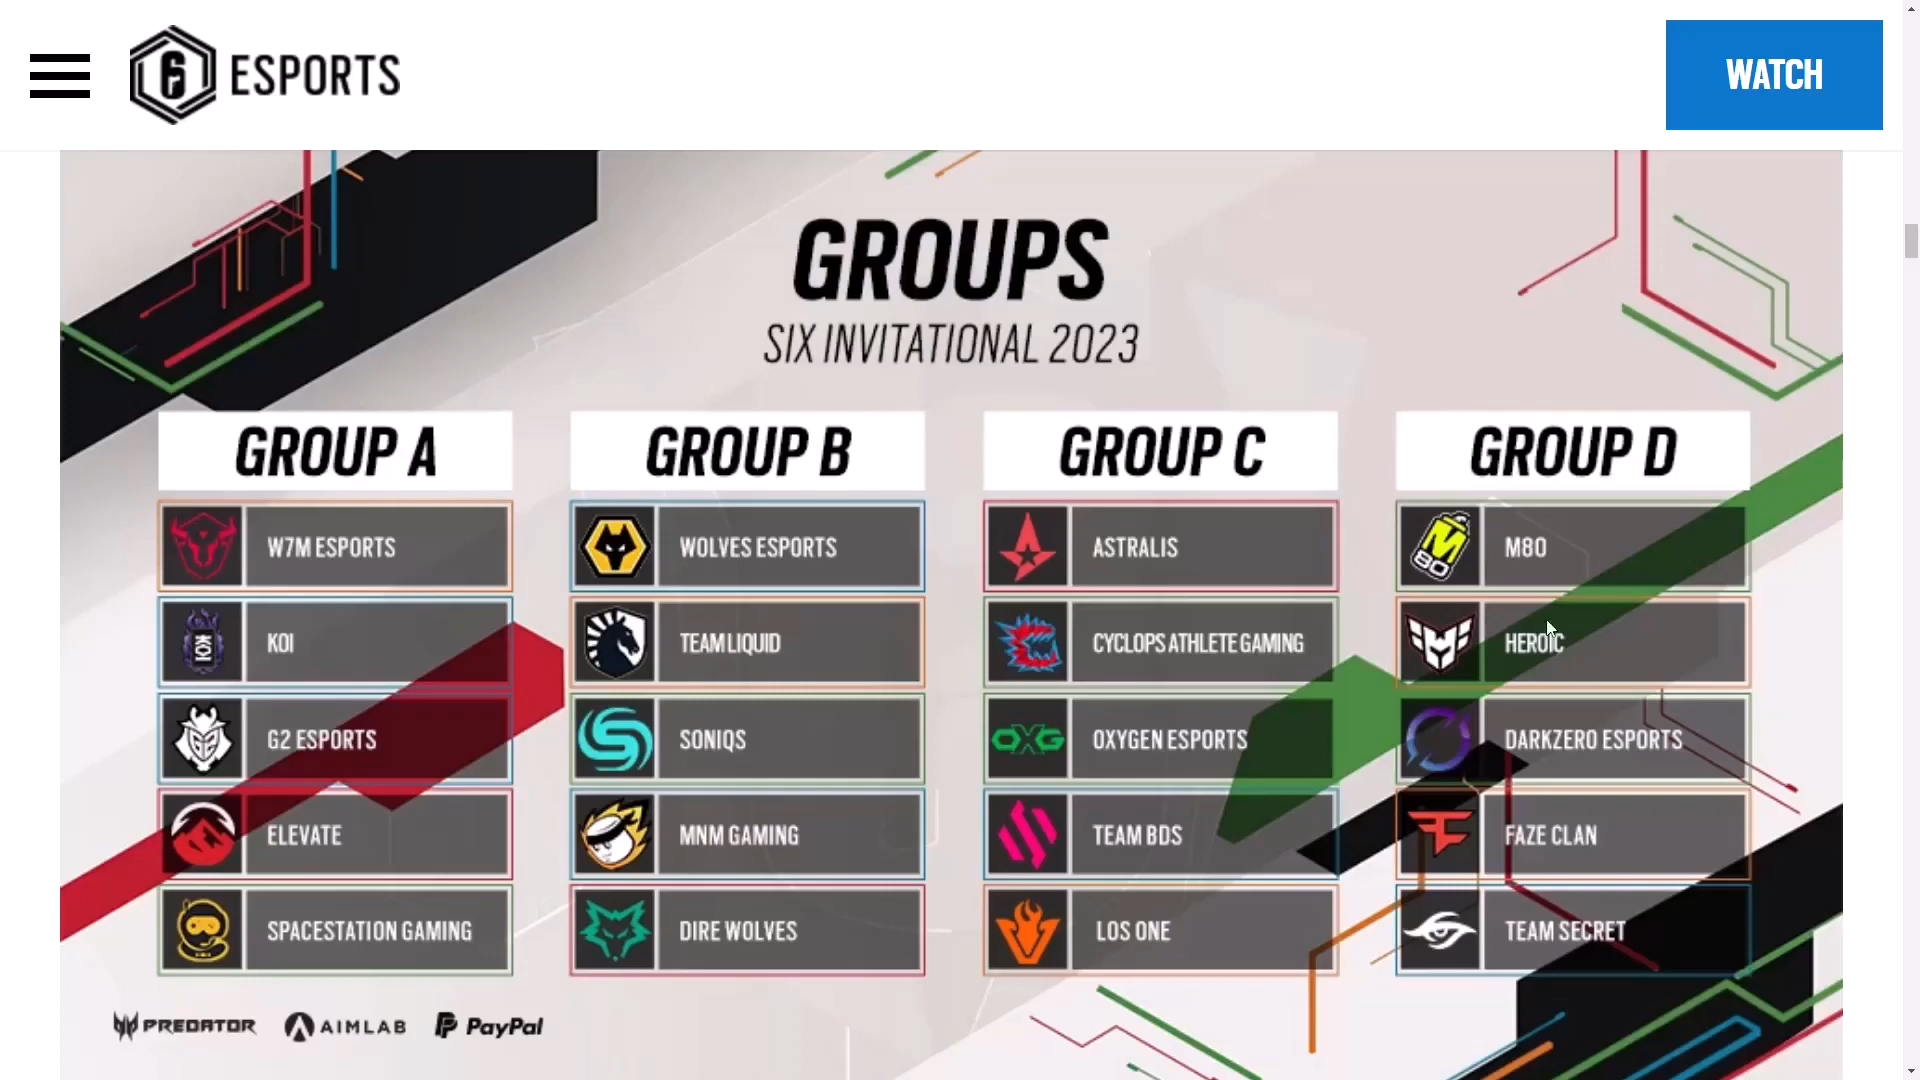 ESPORTS
WATCH
GROUPS
SIX INVITATIONAL 2023
GROUP A
W7M ESPORTS
KOI
G2 ESPORTS
ELEVATE
SPACESTATION GAMING
GROUP B
WOLVES ESPORTS
TEAM LIQUID
SONIQS
MNM GAMING
DIRE WOLVES
GROUP C
ASTRALIS
CYCLOPS ATHLETE GAMING
OXG
OXYGEN ESPORTS
TEAM BDS
LOS ONE
GROUP D
M80
M80
HEROIC
DARKZERO ESPORTS
FAZE CLAN
TEAM SECRET
PREDATOR
AIMLAB
PayPal